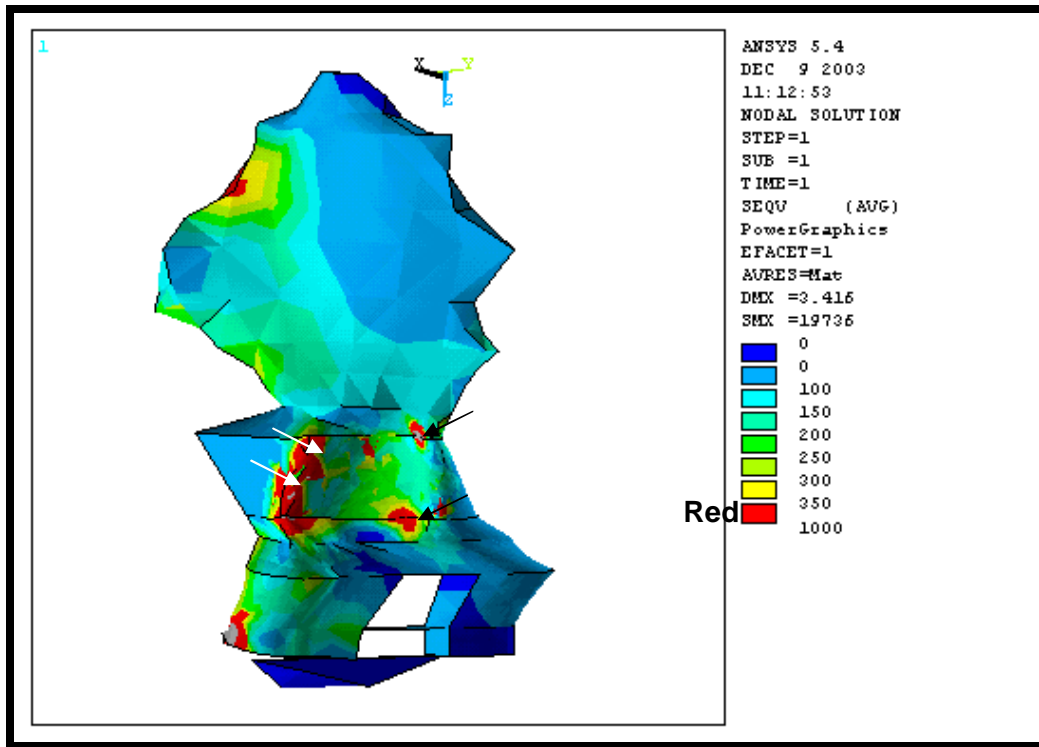 1
X Y
Z
ANSYS 5.4
DEC 9 2003
11:12:53
NODAL SOLUTION
STEP=1
SUB =1
TIME=1
SEQV (AVG)
PowerGraphics
EFACET=1
AVRES=Mat
DMX =3.416
SMX =19736
0
0
100
150
200
250
300
350
Red
1000